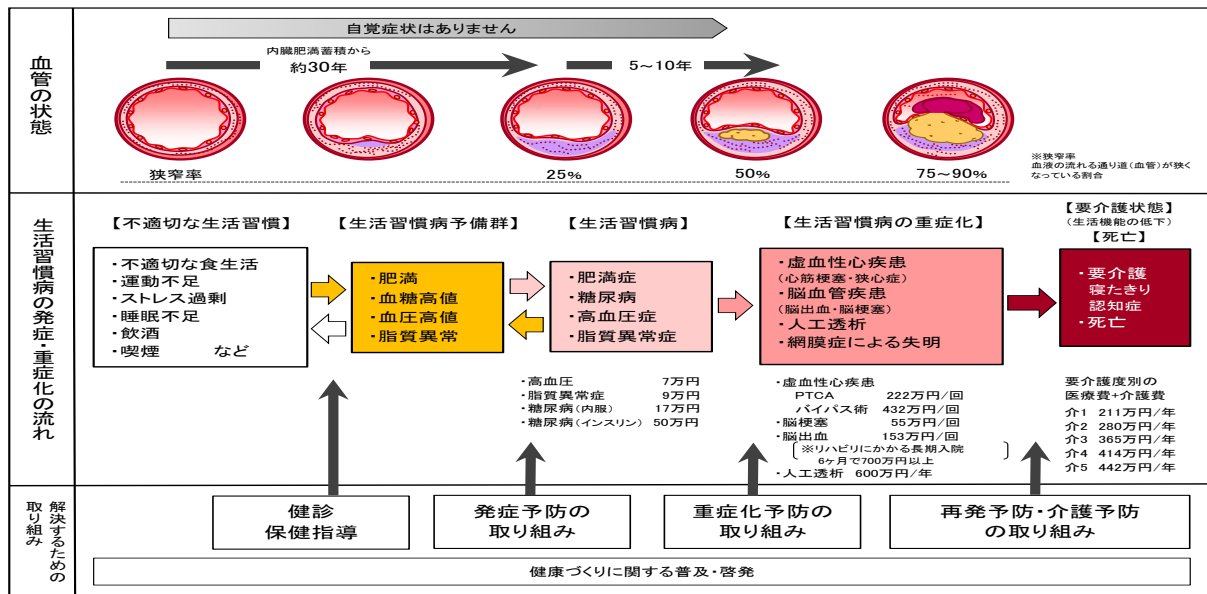 血管の状態
自覚症状はありません
内臓肥満蓄積から
約30年
5～10年
狭窄率
25%
50%
75～90%
※狭窄率
血液の流れる通り道(血管)が狭く
なっている割合
生活習慣病の発症・重症化の流れ
【不適切な生活習慣】
・不適切な食生活
・運動不足
・ストレス過剰
・睡眠不足
・飲酒
・喫煙　など
【生活習慣病予備群】
・肥満
・血糖高値
・血圧高値
・脂質異常
【生活習慣病】
・肥満症
・糖尿病
・高血圧症
・脂質異常症
【生活習慣病の重症化】
・虚血性心疾患
(心筋梗塞・狭心症)
・脳血管疾患
(脳出血・脳梗塞)
・人工透析
・網膜症による失明
【要介護状態】
(生活機能の低下)
【死亡】
・要介護
寝たきり
認知症
・死亡
・高血圧 7万円
・脂質異常症 9万円
・糖尿病(内服) 17万円
・糖尿病(インスリン) 50万円
・虚血性心疾患
PTCA 222万円/回
バイパス術 432万円/回
・脳梗塞 55万円/回
・脳出血 153万円/回
※リハビリにかかる長期入院
6ヶ月で700万円以上
・人工透析 600万円/年
要介護度別の
医療費+介護費
介1 211万円/年
介2 280万円/年
介3 365万円/年
介4 414万円/年
介5 442万円/年
解決するための
取り組み
健診
保健指導
発症予防の
取り組み
重症化予防の
取り組み
再発予防・介護予防
の取り組み
健康づくりに関する普及・啓発